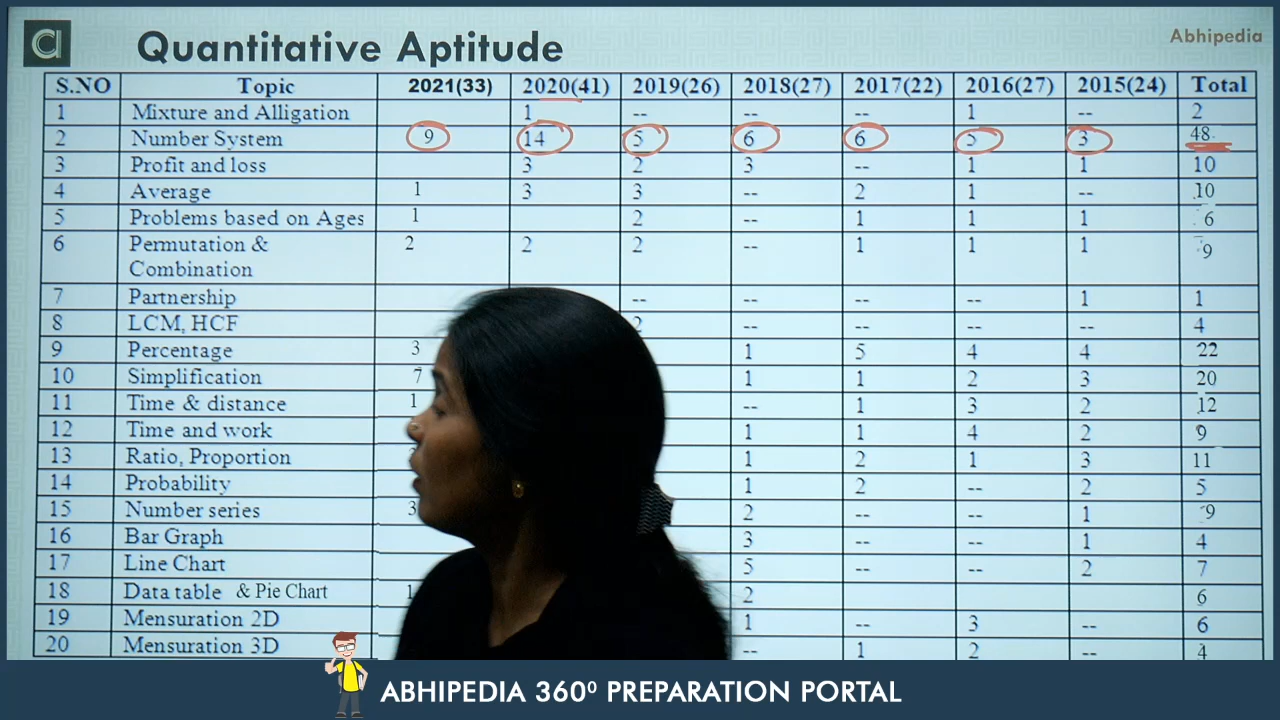 Quantitative Aptitude
Abhipedia
S.NO Topic 2021(33) 2020(41) 2019(26) 2018(27) 2017(22) 2016(27) 2015(24) Total
1 Mixture and Alligation 1 -- -- -- 1 -- 2
2 Number System 9 14 5 6 6 5 3 48
3 Profit and loss 3 2 3 -- 1 1 10
4 Average 1 3 3 -- 2 1 -- 10
5 Problems based on Ages 1 2 -- 1 1 1 6
6 Permutation & 2 2 2 -- 1 1 1 9
Combination
7 Partnership -- -- -- -- 1 1
8 LCM, HCF 2 -- -- -- -- 4
9 Percentage 3 1 5 4 4 22
10 Simplification 7 1 1 2 3 20
11 Time & distance 1 -- 1 3 2 12
12 Time and work 1 1 4 2 9
13 Ratio, Proportion 1 2 1 3 11
14 Probability 1 2 -- 2 5
15 Number series 3 2 -- -- 1 9
16 Bar Graph 3 -- -- 1 4
17 Line Chart 5 -- -- 2 7
18 Data table & Pie Chart 1 2 6
19 Mensuration 2D 1 -- 3 -- 6
20 Mensuration 3D -- 1 2 -- 4
ABHIPEDIA 360⁰ PREPARATION PORTAL